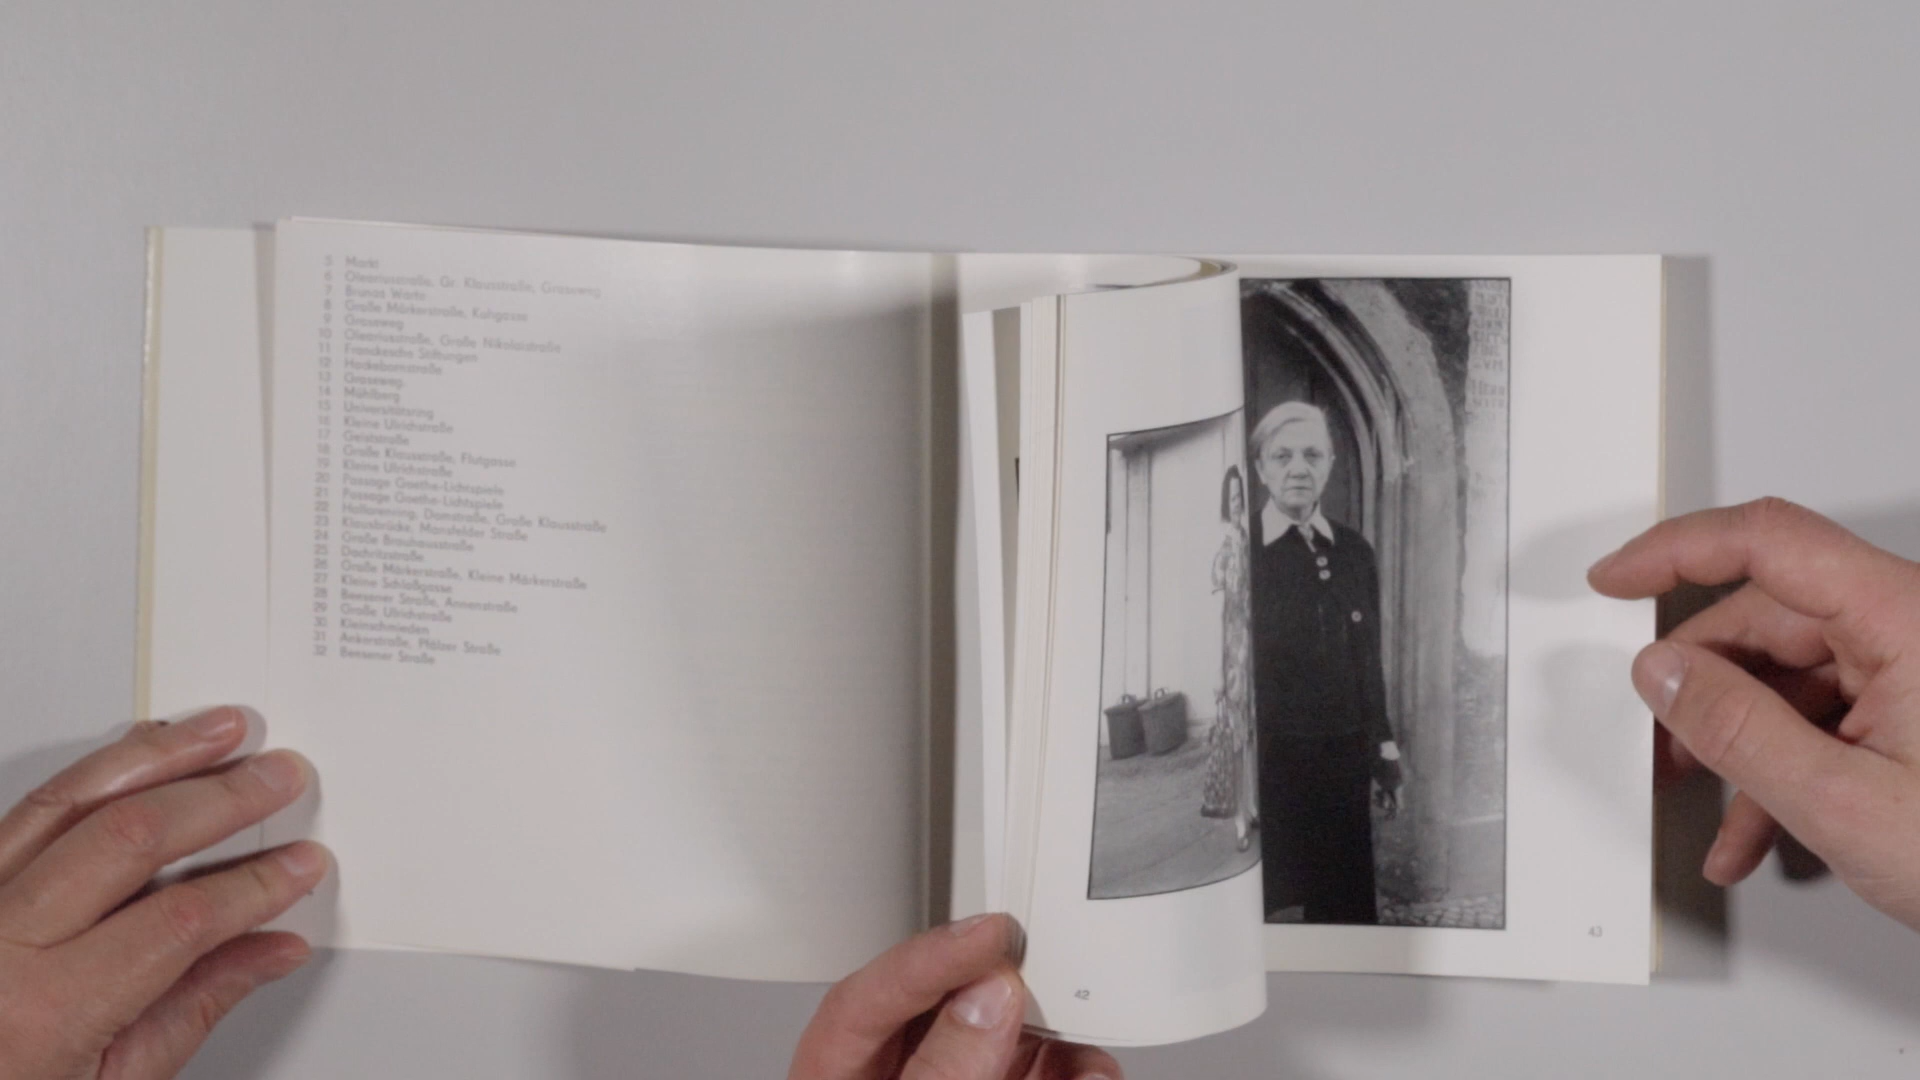 5 Markt
6 Oleariusstraße, Gr. Klausstraße, Graseweg
7 Brunos Warte
8 Große Märkerstraße, Kuhgasse
9 Graseweg
10 Oleariusstraße, Große Nikolaistraße
11 Franckesche Stiftungen
12 Hackebornstraße
13 Graseweg
14 Mühlberg
15 Universitätsring
16 Kleine Ulrichstraße
17 Geiststraße
18 Große Klausstraße, Flutgasse
19 Kleine Ulrichstraße
20 Passage Goethe-Lichtspiele
21 Passage Goethe-Lichtspiele
22 Hallorenring, Domstraße, Große Klausstraße
23 Klausbrücke, Mansfelder Straße
24 Große Brauhausstraße
25 Dachritzstraße
26 Große Märkerstraße, Kleine Märkerstraße
27 Kleine Schloßgasse
28 Beesener Straße, Annenstraße
29 Große Ulrichstraße
30 Kleinschmieden
31 Ankerstraße, Pfälzer Straße
32 Beesener Straße
42
43